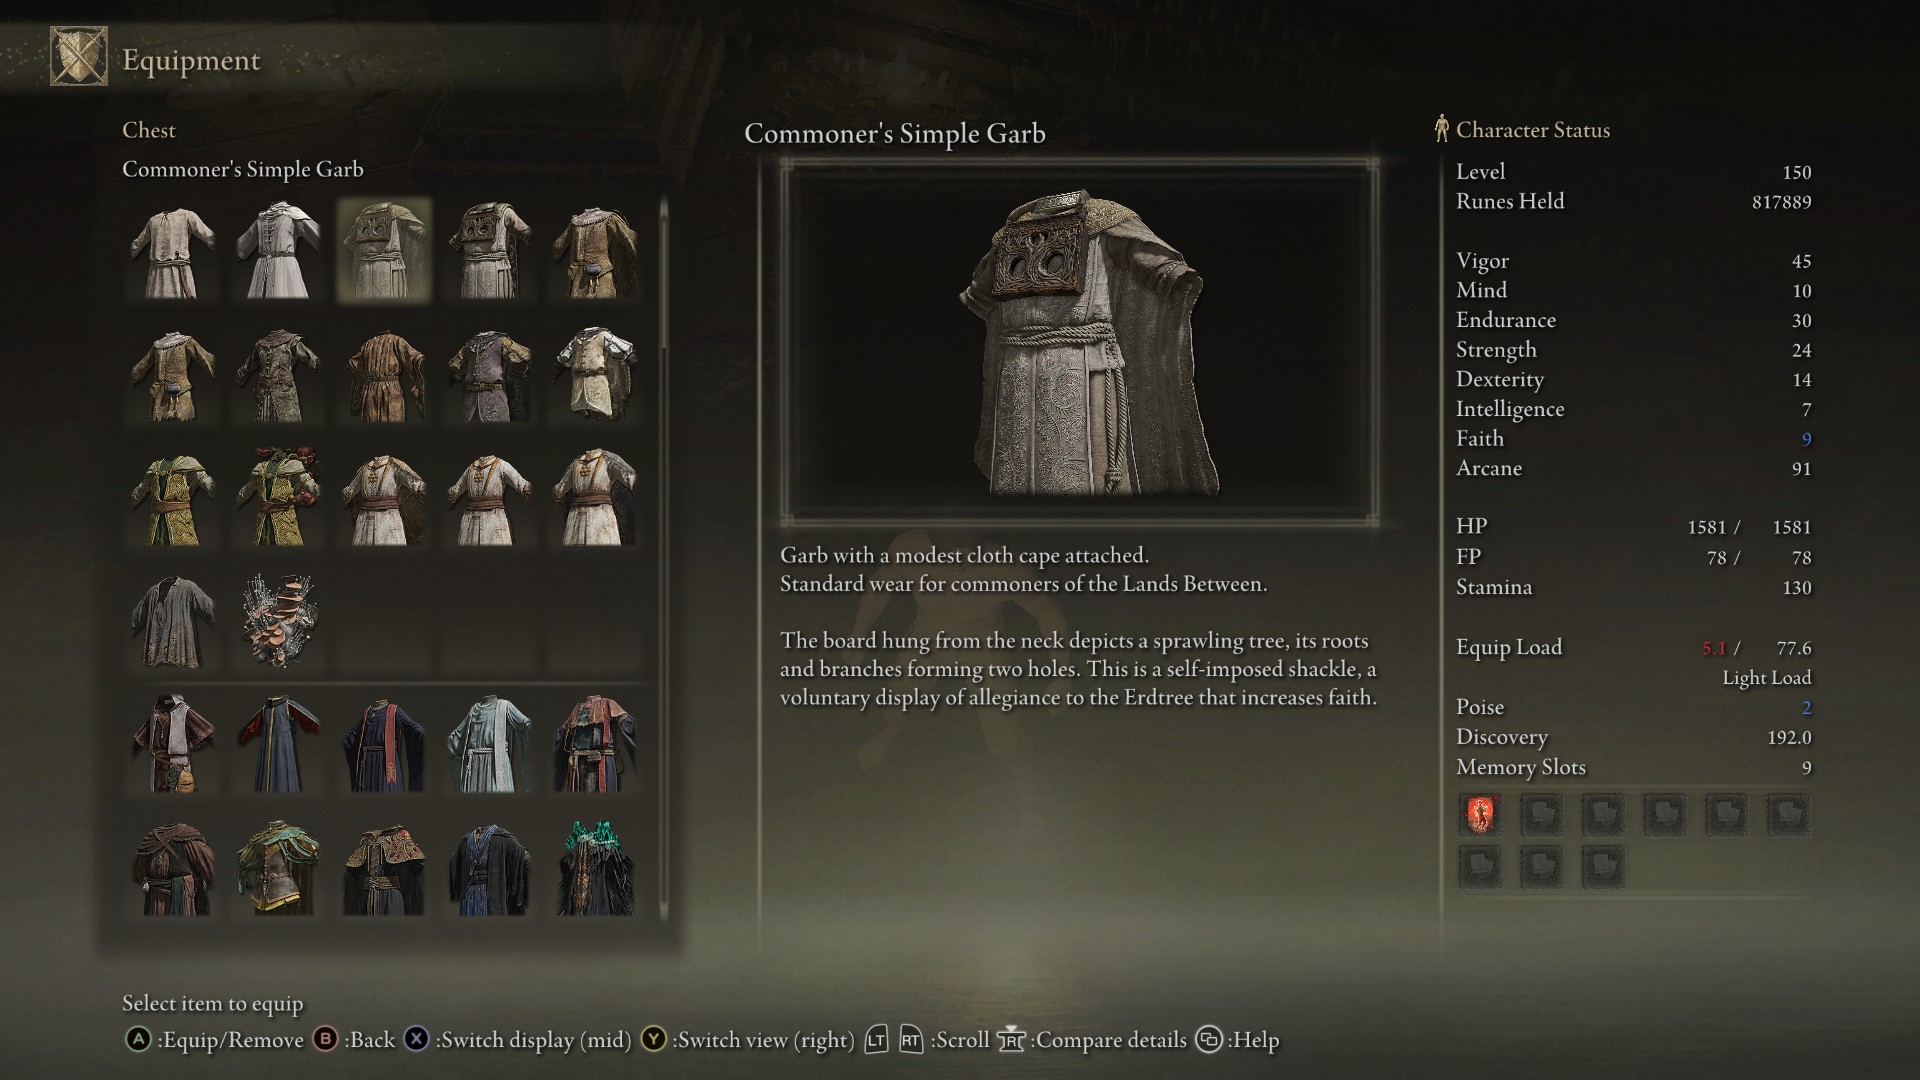 Equipment
Chest
Commoner's Simple Garb
Commoner's Simple Garb
Garb with a modest cloth cape attached.
Standard wear for commoners of the Lands Between.
The board hung from the neck depicts a sprawling tree, its roots
and branches forming two holes. This is a self-imposed shackle, a
voluntary display of allegiance to the Erdtree that increases faith.
Character Status
Level 150
Runes Held 817889
Vigor 45
Mind 10
Endurance 30
Strength 24
Dexterity 14
Intelligence 7
Faith 9
Arcane 91
HP 1581 / 1581
FP 78 / 78
Stamina 130
Equip Load 5.1 / 77.6
Light Load
Poise 2
Discovery 192.0
Memory Slots 9
Select item to equip
A :Equip/Remove B :Back X :Switch display (mid) Y :Switch view (right) LT RT :Scroll R :Compare details :Help